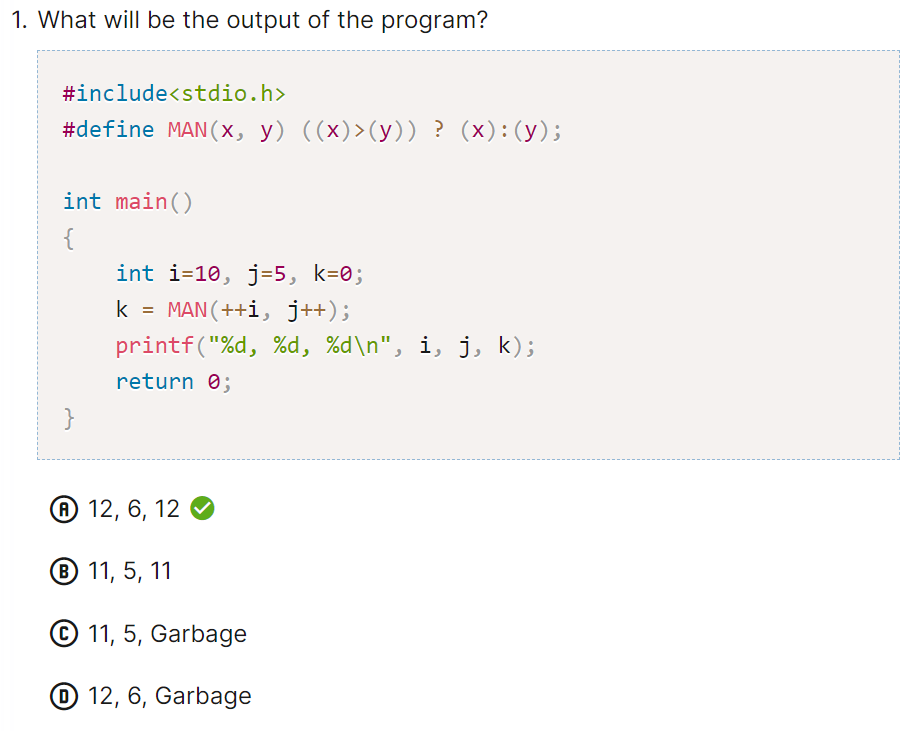 1. What will be the output of the program?
#include<stdio.h>
#define MAN(x, y) ((x)>(y)) ? (x):(y);
int main()
{
int i=10, j=5, k=0;
k = MAN(++i, j++);
printf("%d, %d, %d\n", i, j, k);
return 0;
}
A 12, 6, 12
B 11, 5, 11
C 11, 5, Garbage
D 12, 6, Garbage